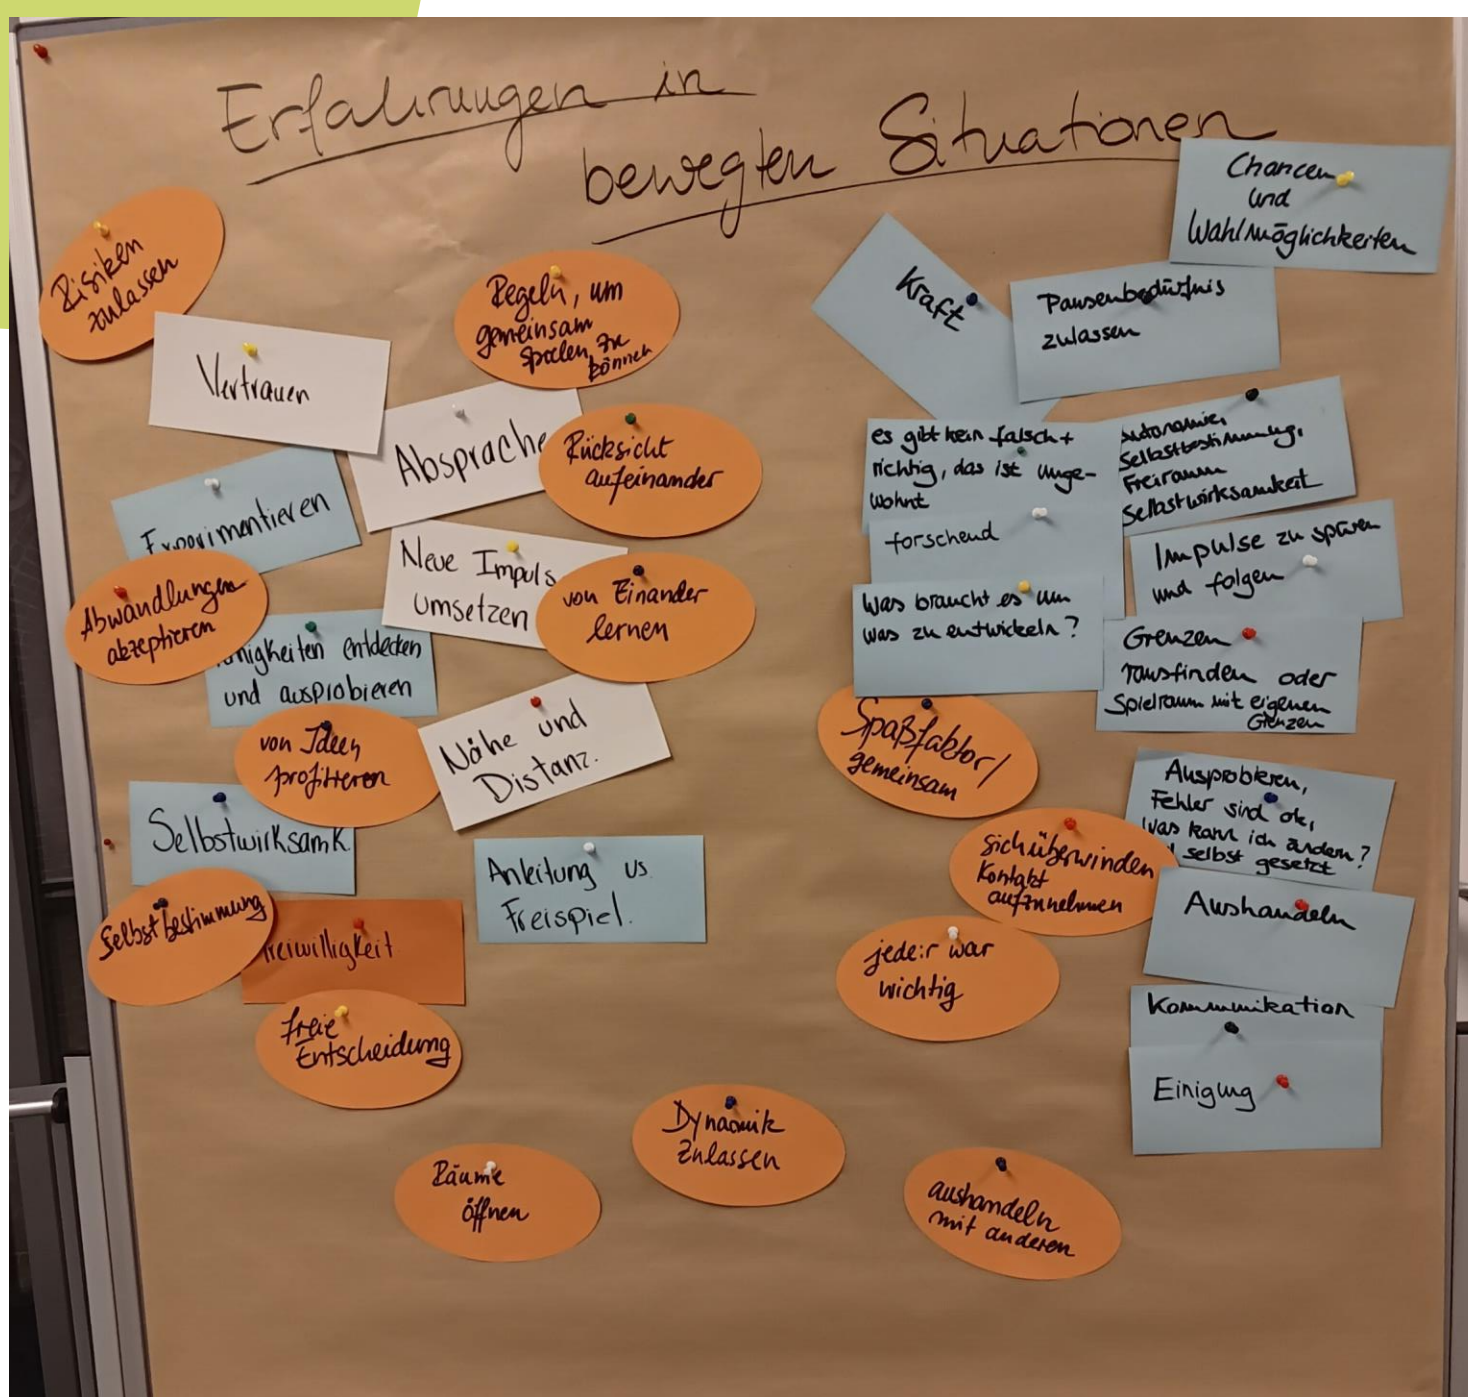 Erfahrungen in
bewegten Situationen
Risiken
zulassen
Vertrauen
Regeln, um
gemeinsam
spielen zu
können
Absprache
Rücksicht
aufeinander
Experimentieren
Neue Impuls
umsetzen
von Einander
lernen
Abwandlungen
akzeptieren
higkeiten entdecken
und ausprobieren
von Ideen
profitieren
Nähe und
Distanz.
Selbstwirksamk
Anleitung vs
Freispiel.
Selbstbestimmung
reiwilligkeit
freie
Entscheidung
Räume
öffnen
Dynamik
zulassen
Chancen
und
Wahlmöglichkeiten
Kraft
Pausenbedürfnis
zulassen
es gibt kein falsch +
richtig, das ist unge-
wohnt
Autonomie,
Selbstbestimmung,
Freiraum
Selbstwirksamkeit
forschend
Impulse zu spüren
und folgen
Was braucht es um
was zu entwickeln?
Grenzen
rausfinden oder
Spielraum mit eigenen
Grenzen
Spaßfaktor/
gemeinsam
Ausprobieren,
Fehler sind ok,
Was kann ich ändern?
selbst gesetzt
Sich überwinden
Kontakt
aufzunehmen
Aushandeln
jede:r war
wichtig
Kommunikation
Einigung
aushandeln
mit anderen